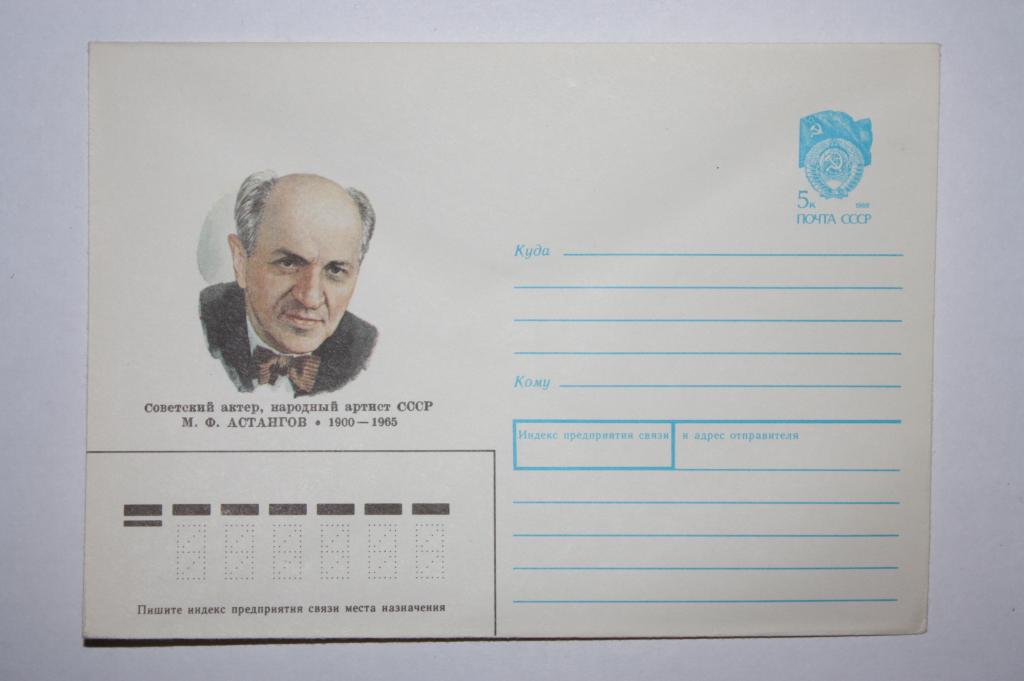 5к 1988
ПОЧТА СССР
Куда
Кому
Советский актер, народный артист СССР
М. Ф. АСТАНГОВ • 1900—1965
Индекс предприятия связи и адрес отправителя
Пишите индекс предприятия связи места назначения